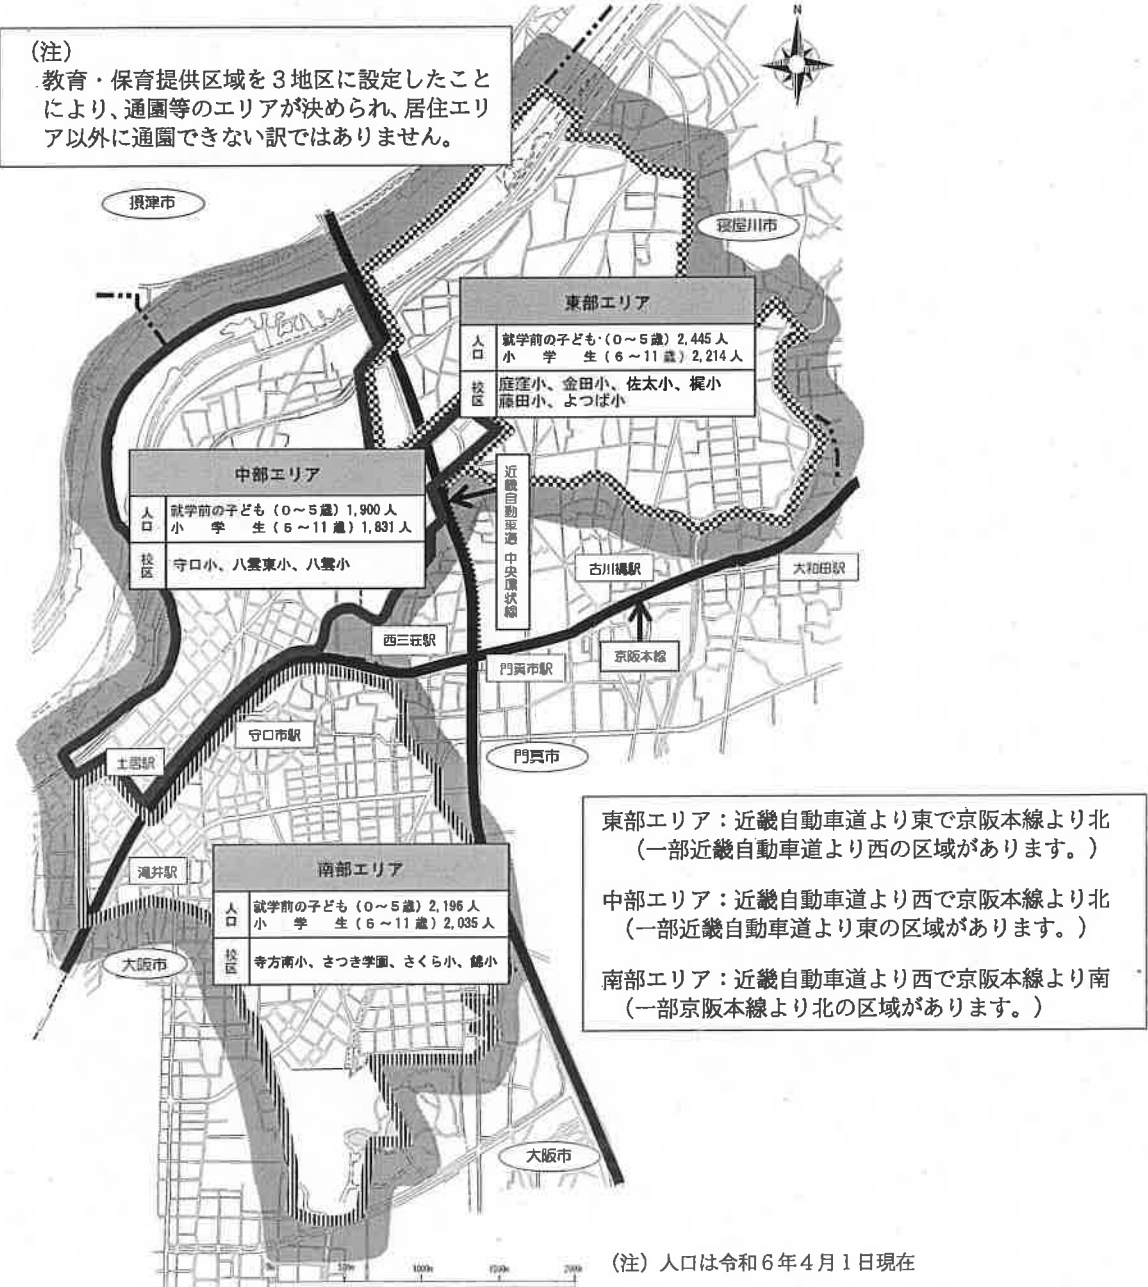 (注)
教育・保育提供区域を3地区に設定したこと
により、通園等のエリアが決められ、居住エリ
ア以外に通園できない訳ではありません。
N
摂津市
寝屋川市
東部エリア
人口
就学前の子ども(0~5歳)2,445人
小学生(6~11歳)2,214人
校区
庭窪小、金田小、佐太小、梶小
藤田小、よつば小
中部エリア
人口
就学前の子ども(0~5歳)1,900人
小学生(6~11歳)1,831人
校区
守口小、八雲東小、八雲小
近畿自動車道 中央環状線
古川橋駅
大和田駅
西三荘駅
門真市駅
京阪本線
守口市駅
門真市
土居駅
滝井駅
東部エリア:近畿自動車道より東で京阪本線より北
(一部近畿自動車道より西の区域があります。)
中部エリア:近畿自動車道より西で京阪本線より北
(一部近畿自動車道より東の区域があります。)
南部エリア:近畿自動車道より西で京阪本線より南
(一部京阪本線より北の区域があります。)
南部エリア
人口
就学前の子ども(0~5歳)2,196人
小学生(6~11歳)2,035人
校区
寺方南小、さつき学園、さくら小、錦小
大阪市
大阪市
0m 500m 1000m 1500m 2000m
(注)人口は令和6年4月1日現在